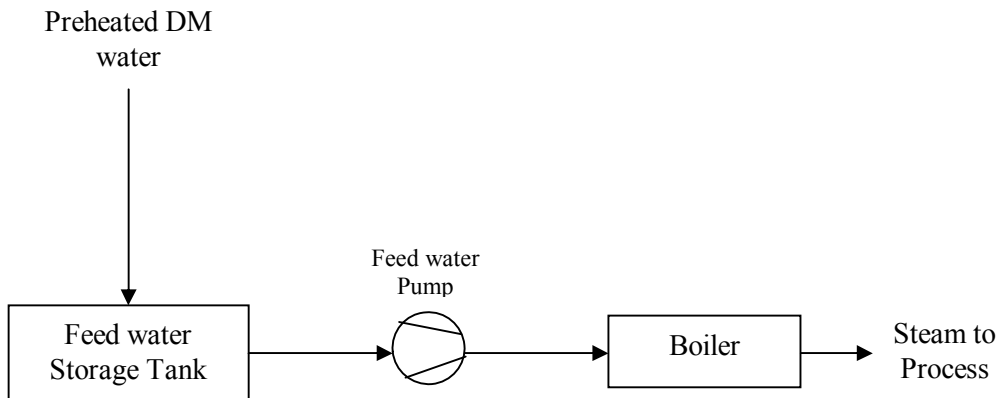 Preheated DM
water
Feed water
Pump
Feed water
Storage Tank
Boiler
Steam to
Process